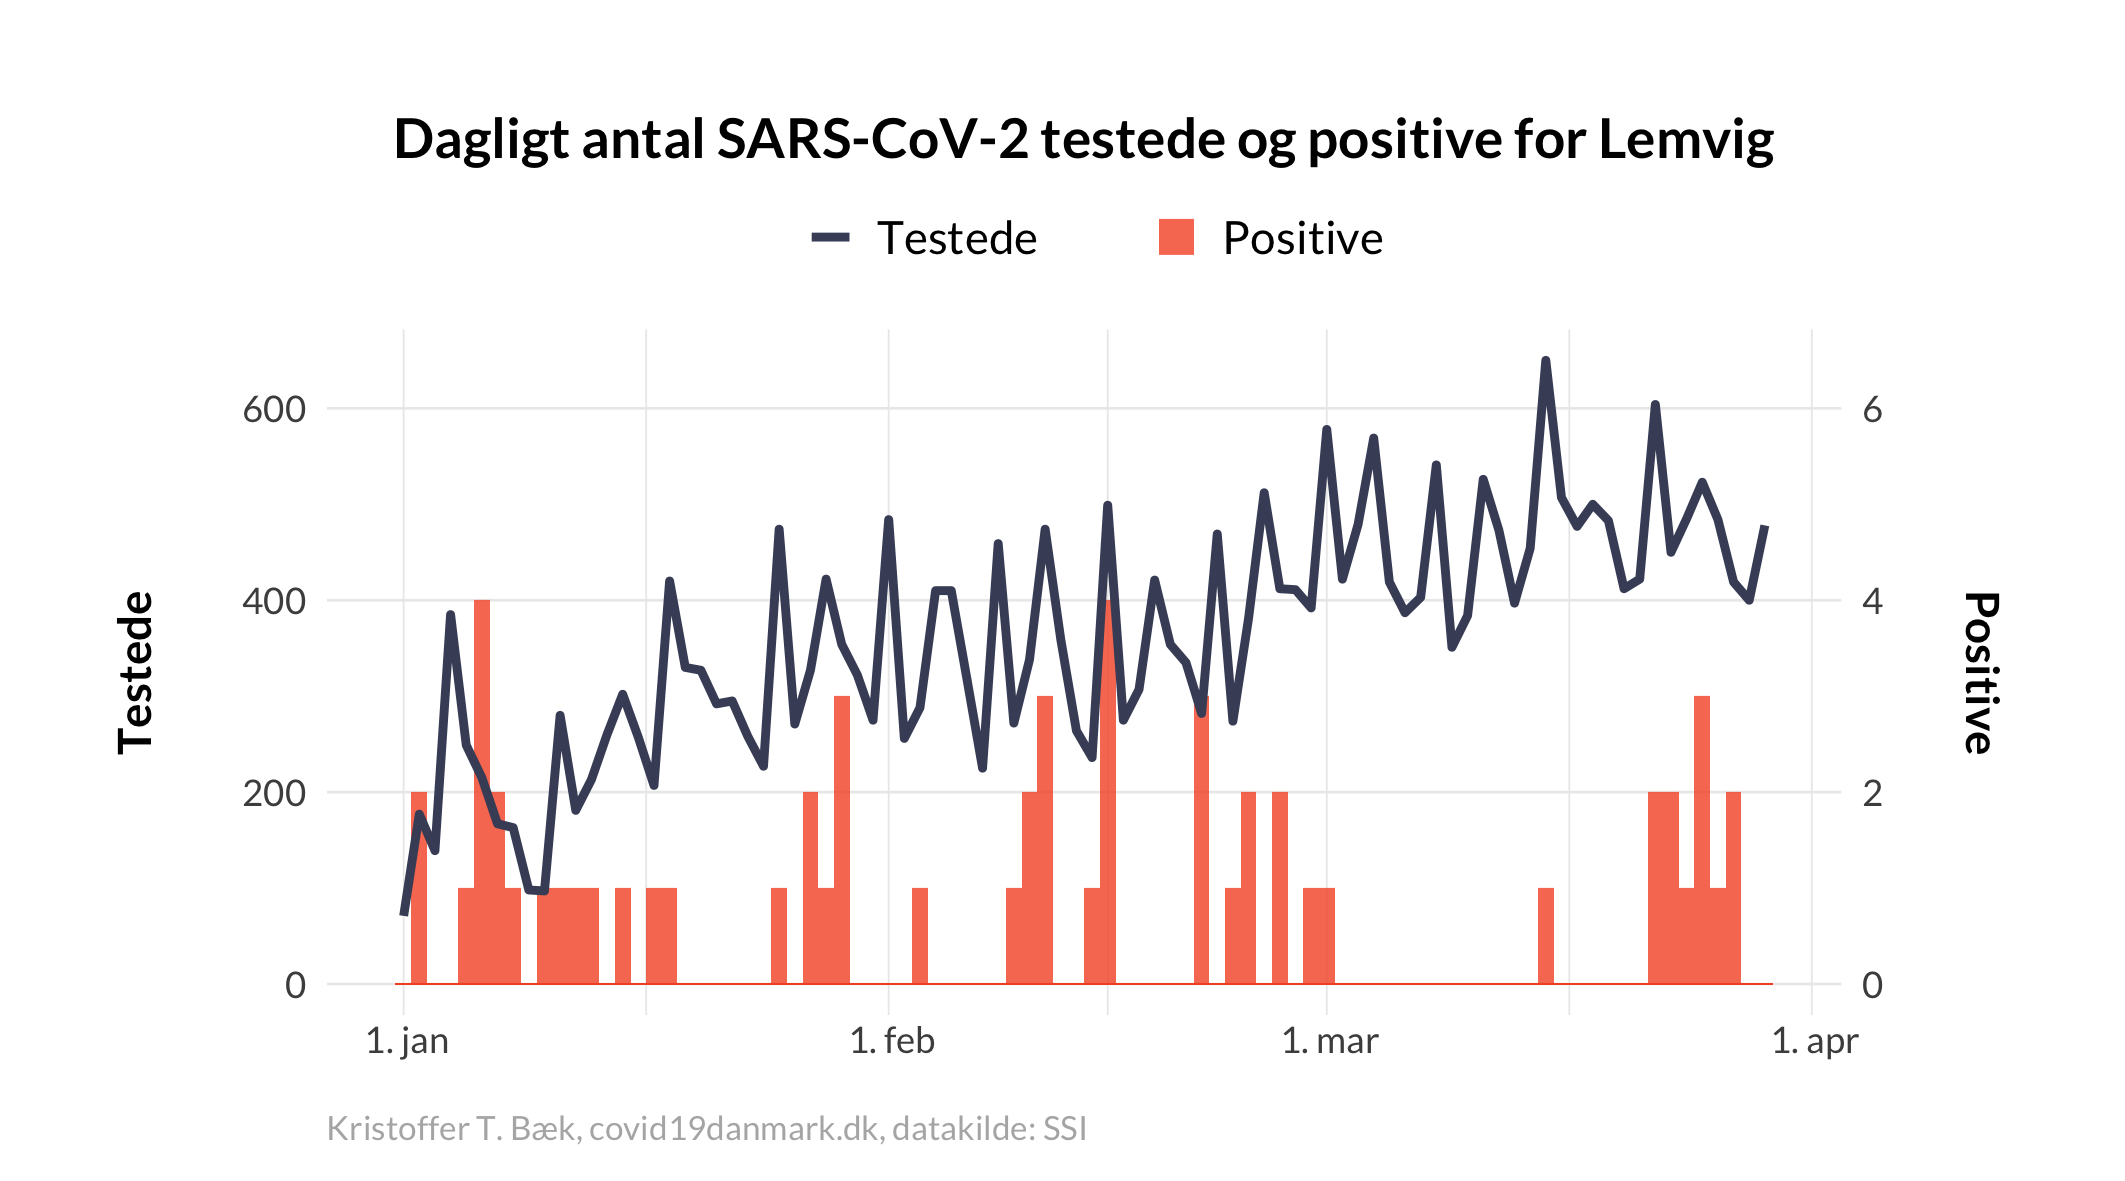 Dagligt antal SARS-CoV-2 testede og positive for Lemvig
Testede Positive
600 6
400 4
200 2
0 0
Testede
Positive
1. jan 1. feb 1. mar 1. apr
Kristoffer T. Bæk, covid19danmark.dk, datakilde: SSI